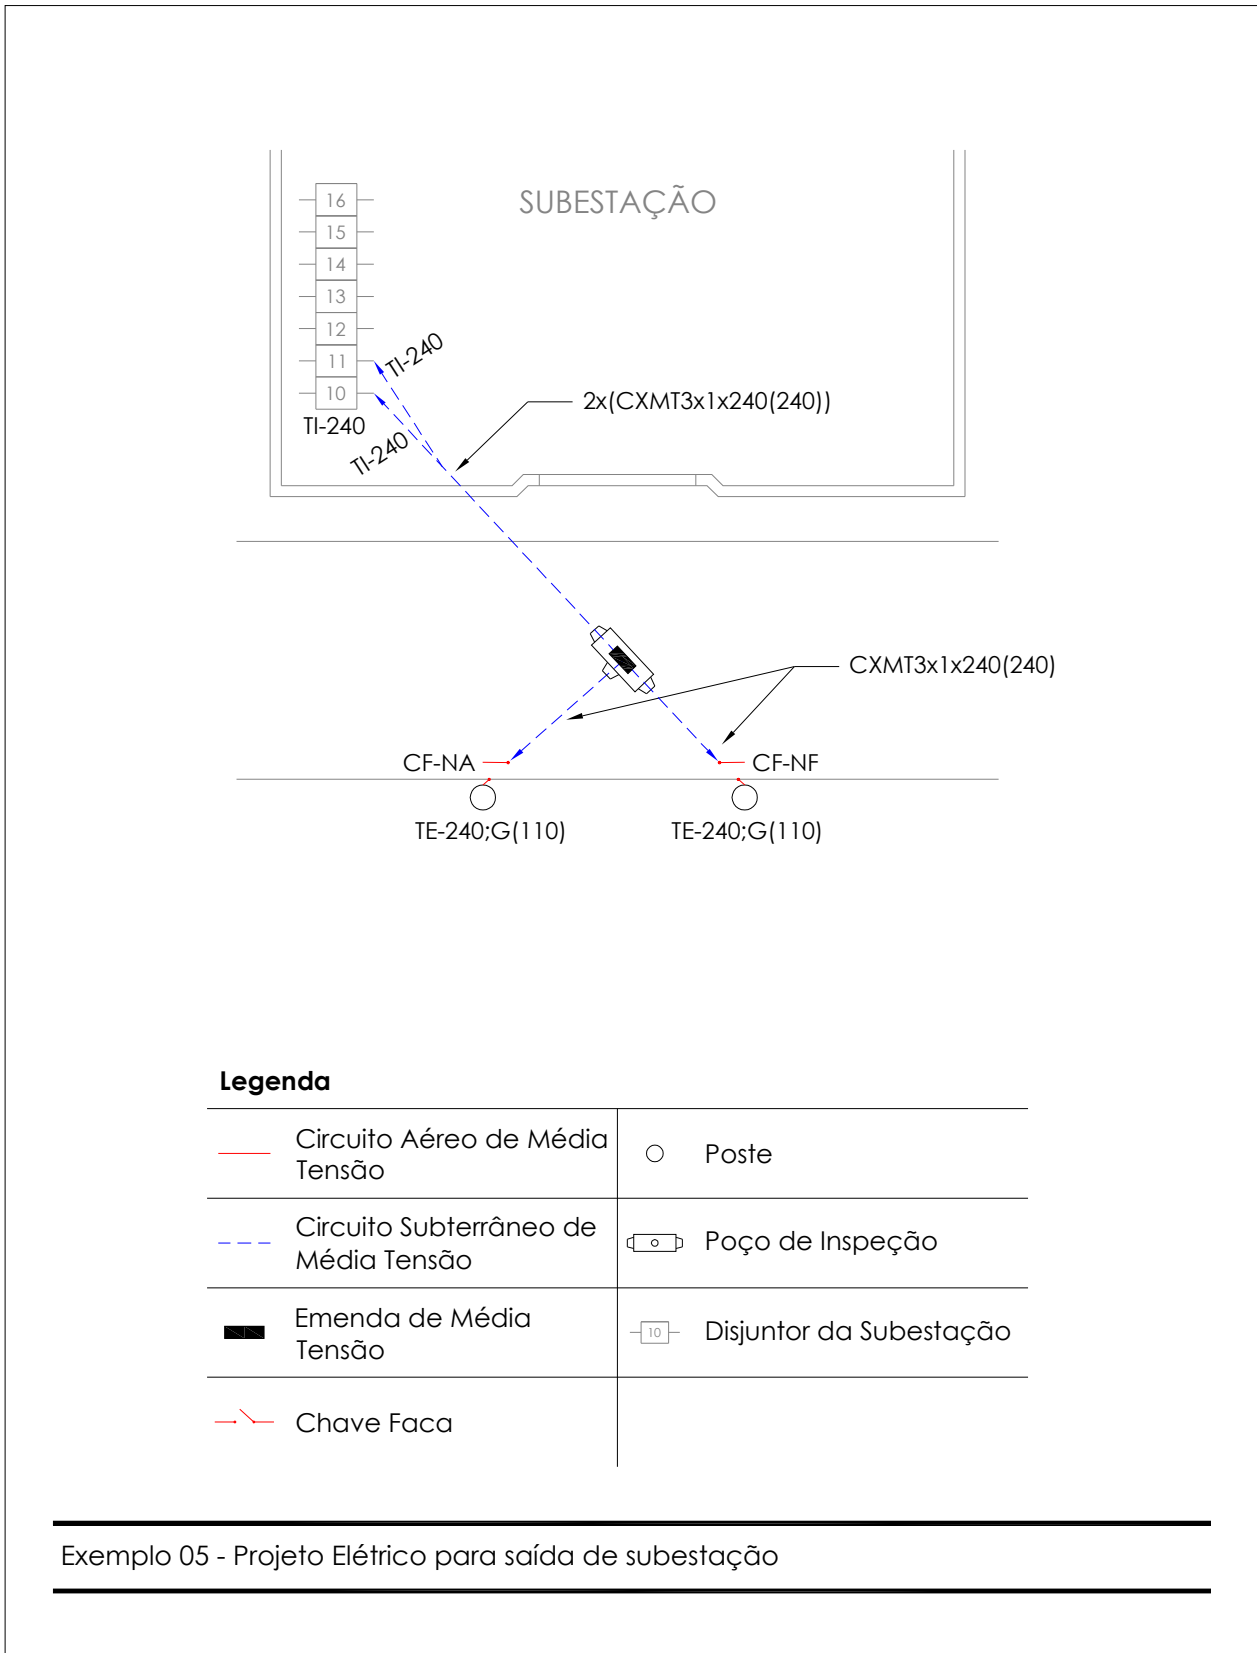 SUBESTAÇÃO
16
15
14
13
12
11
10
TI-240
TI-240
TI-240
2x(CXMT3x1x240(240))
CXMT3x1x240(240)
CF-NA
CF-NF
TE-240;G(110)
TE-240;G(110)
Legenda
Circuito Aéreo de Média
Tensão
Poste
Circuito Subterrâneo de
Média Tensão
Poço de Inspeção
Emenda de Média
Tensão
10
Disjuntor da Subestação
Chave Faca
Exemplo 05 - Projeto Elétrico para saída de subestação